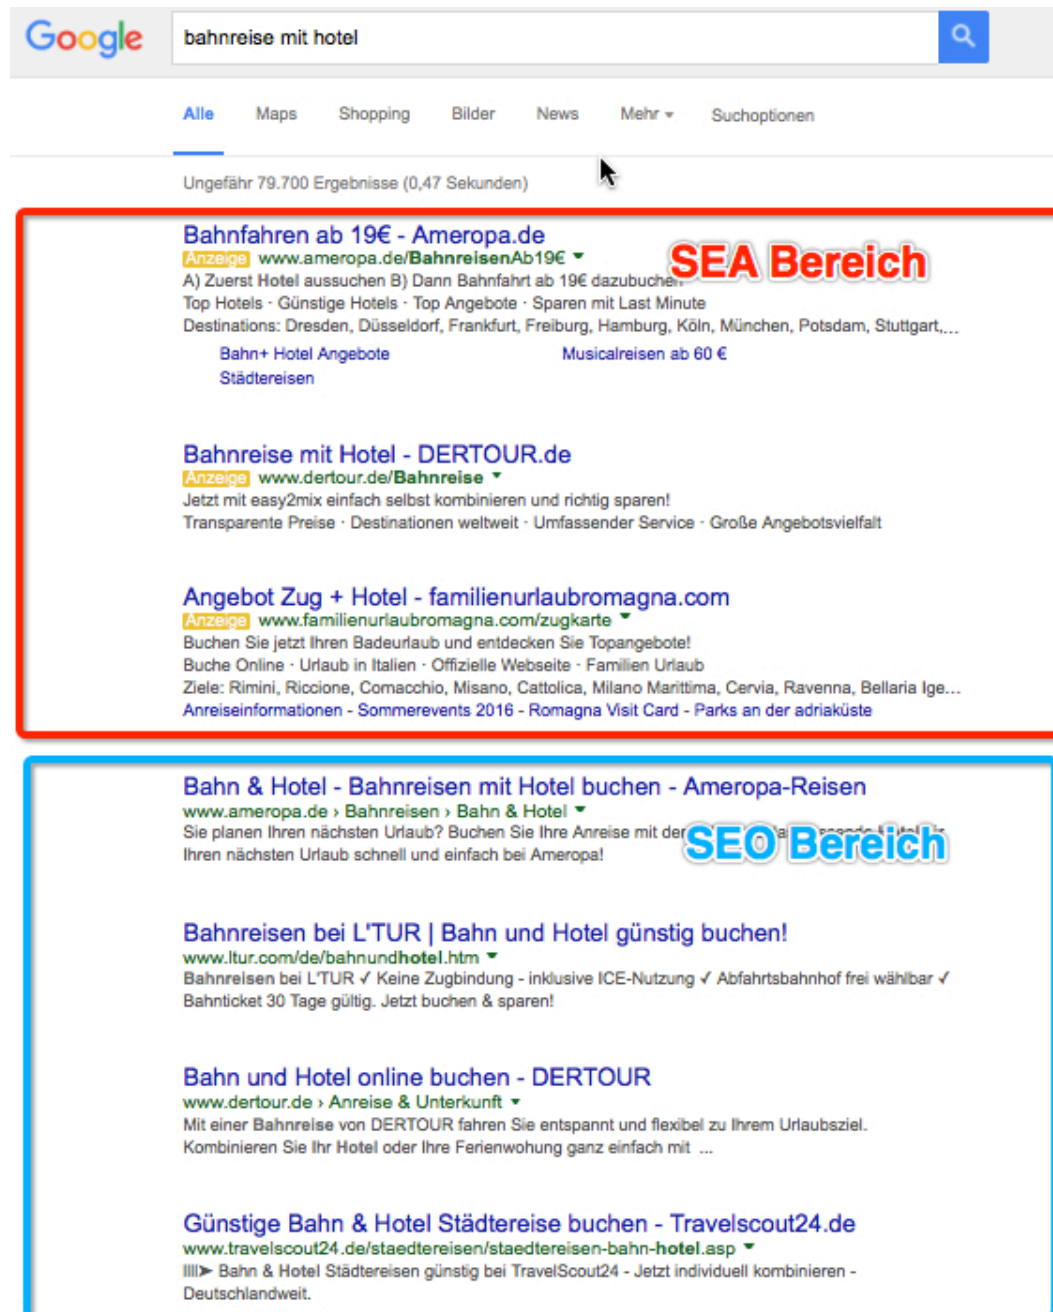 Google
bahnreise mit hotel
Alle Maps Shopping Bilder News Mehr Suchoptionen
Ungefähr 79.700 Ergebnisse (0,47 Sekunden)
Bahnfahren ab 19€ - Ameropa.de
SEA Bereich
Anzeige www.ameropa.de/BahnreisenAb19€
A) Zuerst Hotel aussuchen B) Dann Bahnfahrt ab 19€ dazubuchen
Top Hotels · Günstige Hotels · Top Angebote · Sparen mit Last Minute
Destinations: Dresden, Düsseldorf, Frankfurt, Freiburg, Hamburg, Köln, München, Potsdam, Stuttgart,...
Bahn+ Hotel Angebote Musicalreisen ab 60 €
Städtereisen
Bahnreise mit Hotel - DERTOUR.de
Anzeige www.dertour.de/Bahnreise
Jetzt mit easy2mix einfach selbst kombinieren und richtig sparen!
Transparente Preise · Destinationen weltweit · Umfassender Service · Große Angebotsvielfalt
Angebot Zug + Hotel - familienurlaubromagna.com
Anzeige www.familienurlaubromagna.com/zugkarte
Buchen Sie jetzt Ihren Badeurlaub und entdecken Sie Topangebote!
Buche Online · Urlaub in Italien · Offizielle Webseite · Familien Urlaub
Ziele: Rimini, Riccione, Comacchio, Misano, Cattolica, Milano Marittima, Cervia, Ravenna, Bellaria Ige...
Anreiseinformationen - Sommerevents 2016 - Romagna Visit Card - Parks an der adriaküste
Bahn & Hotel - Bahnreisen mit Hotel buchen - Ameropa-Reisen
www.ameropa.de › Bahnreisen › Bahn & Hotel
Sie planen Ihren nächsten Urlaub? Buchen Sie Ihre Anreise mit der
SEO Bereich
Ihren nächsten Urlaub schnell und einfach bei Ameropa!
Bahnreisen bei L'TUR | Bahn und Hotel günstig buchen!
www.ltur.com/de/bahnundhotel.htm
Bahnreisen bei L'TUR ✓ Keine Zugbindung - inklusive ICE-Nutzung ✓ Abfahrtsbahnhof frei wählbar ✓
Bahnticket 30 Tage gültig. Jetzt buchen & sparen!
Bahn und Hotel online buchen - DERTOUR
www.dertour.de › Anreise & Unterkunft
Mit einer Bahnreise von DERTOUR fahren Sie entspannt und flexibel zu Ihrem Urlaubsziel.
Kombinieren Sie Ihr Hotel oder Ihre Ferienwohung ganz einfach mit ...
Günstige Bahn & Hotel Städtereise buchen - Travelscout24.de
www.travelscout24.de/staedtereisen/staedtereisen-bahn-hotel.asp
IIII➤ Bahn & Hotel Städtereisen günstig bei TravelScout24 - Jetzt individuell kombinieren -
Deutschlandweit.